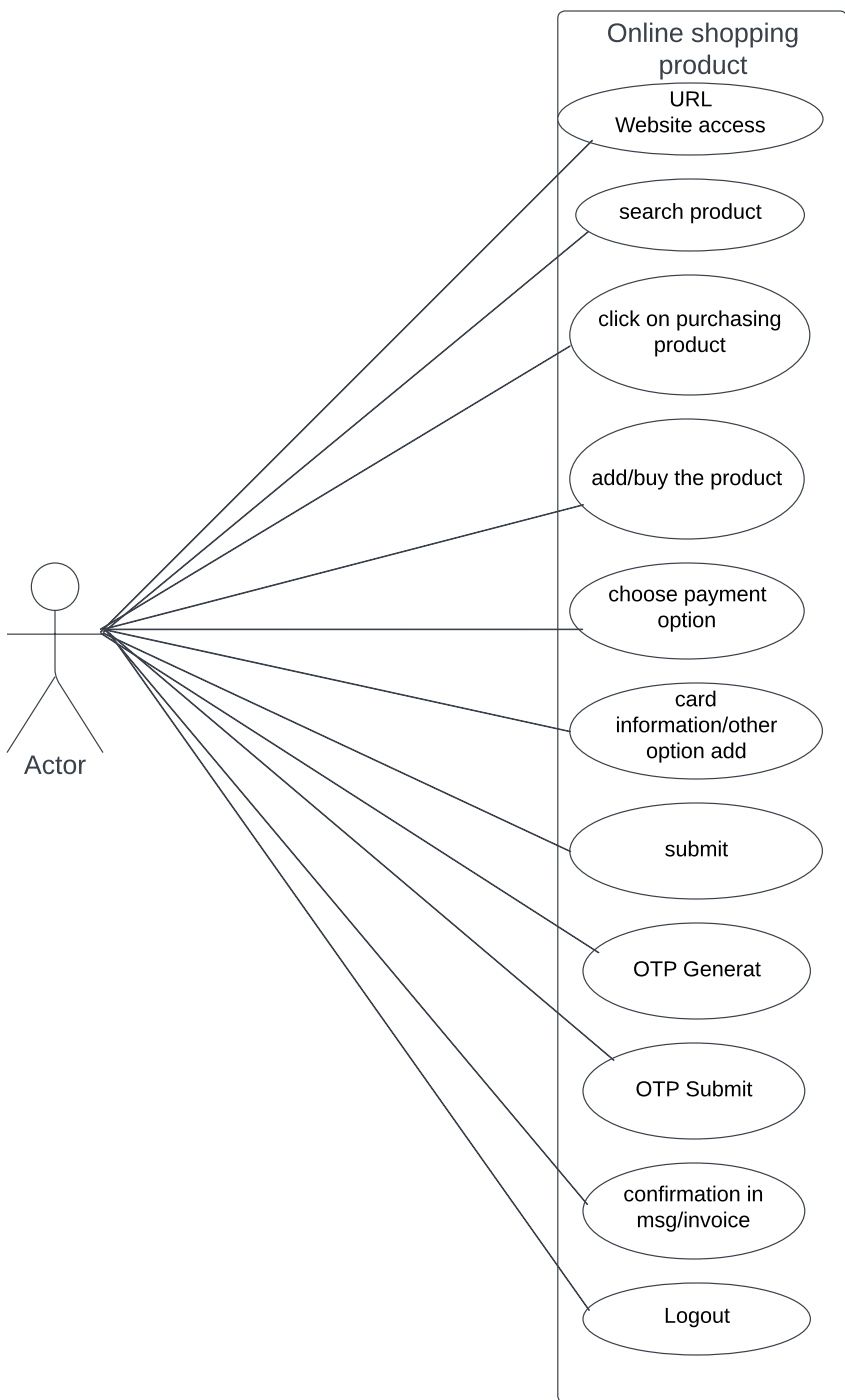 Online shopping
product
URL
Website access
search product
click on purchasing
product
add/buy the product
choose payment
option
card
information/other
option add
submit
OTP Generat
OTP Submit
confirmation in
msg/invoice
Logout
Actor